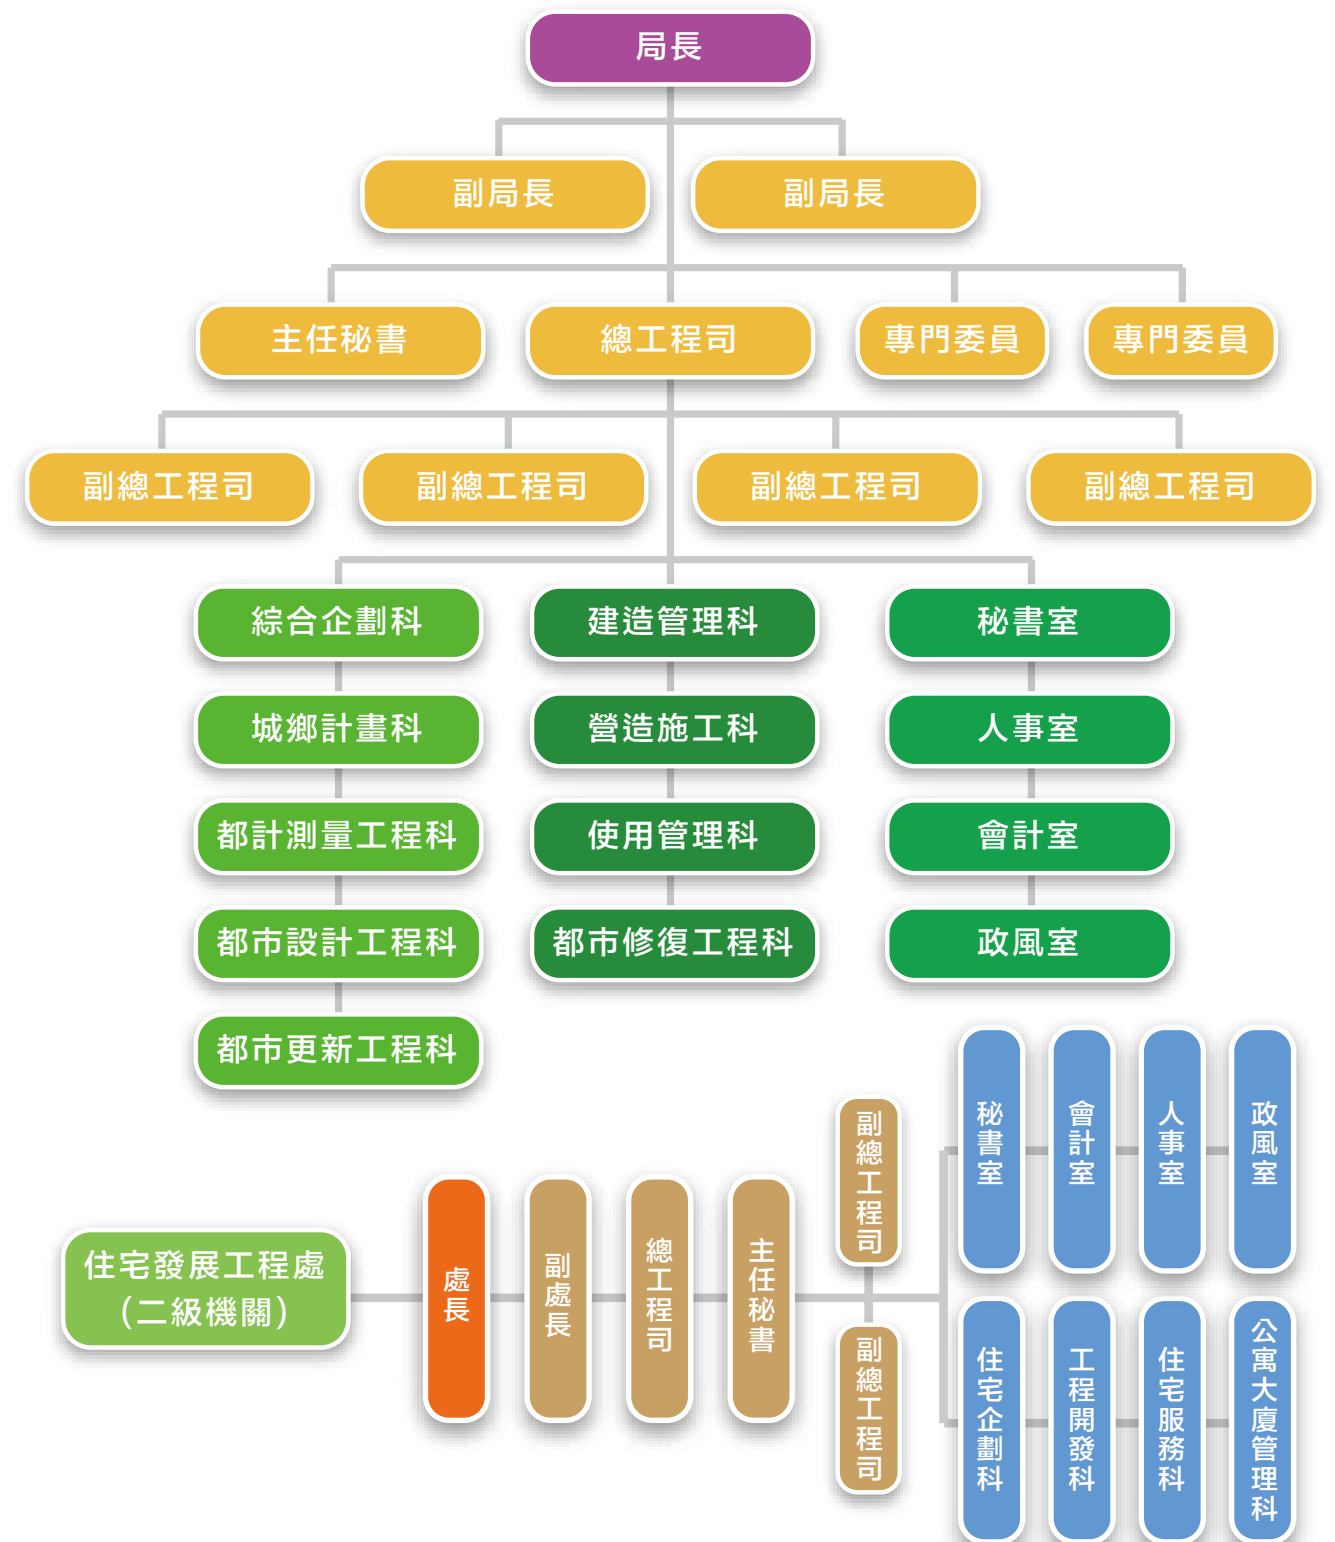 局長
副局長
副局長
主任秘書
總工程司
專門委員
專門委員
副總工程司
副總工程司
副總工程司
副總工程司
綜合企劃科
建造管理科
秘書室
城鄉計畫科
營造施工科
人事室
都計測量工程科
使用管理科
會計室
都市設計工程科
都市修復工程科
政風室
都市更新工程科
住宅發展工程處
(二級機關)
處長
副處長
總工程司
主任秘書
副總工程司
副總工程司
秘書室
會計室
人事室
政風室
住宅企劃科
工程開發科
住宅服務科
公寓大廈管理科